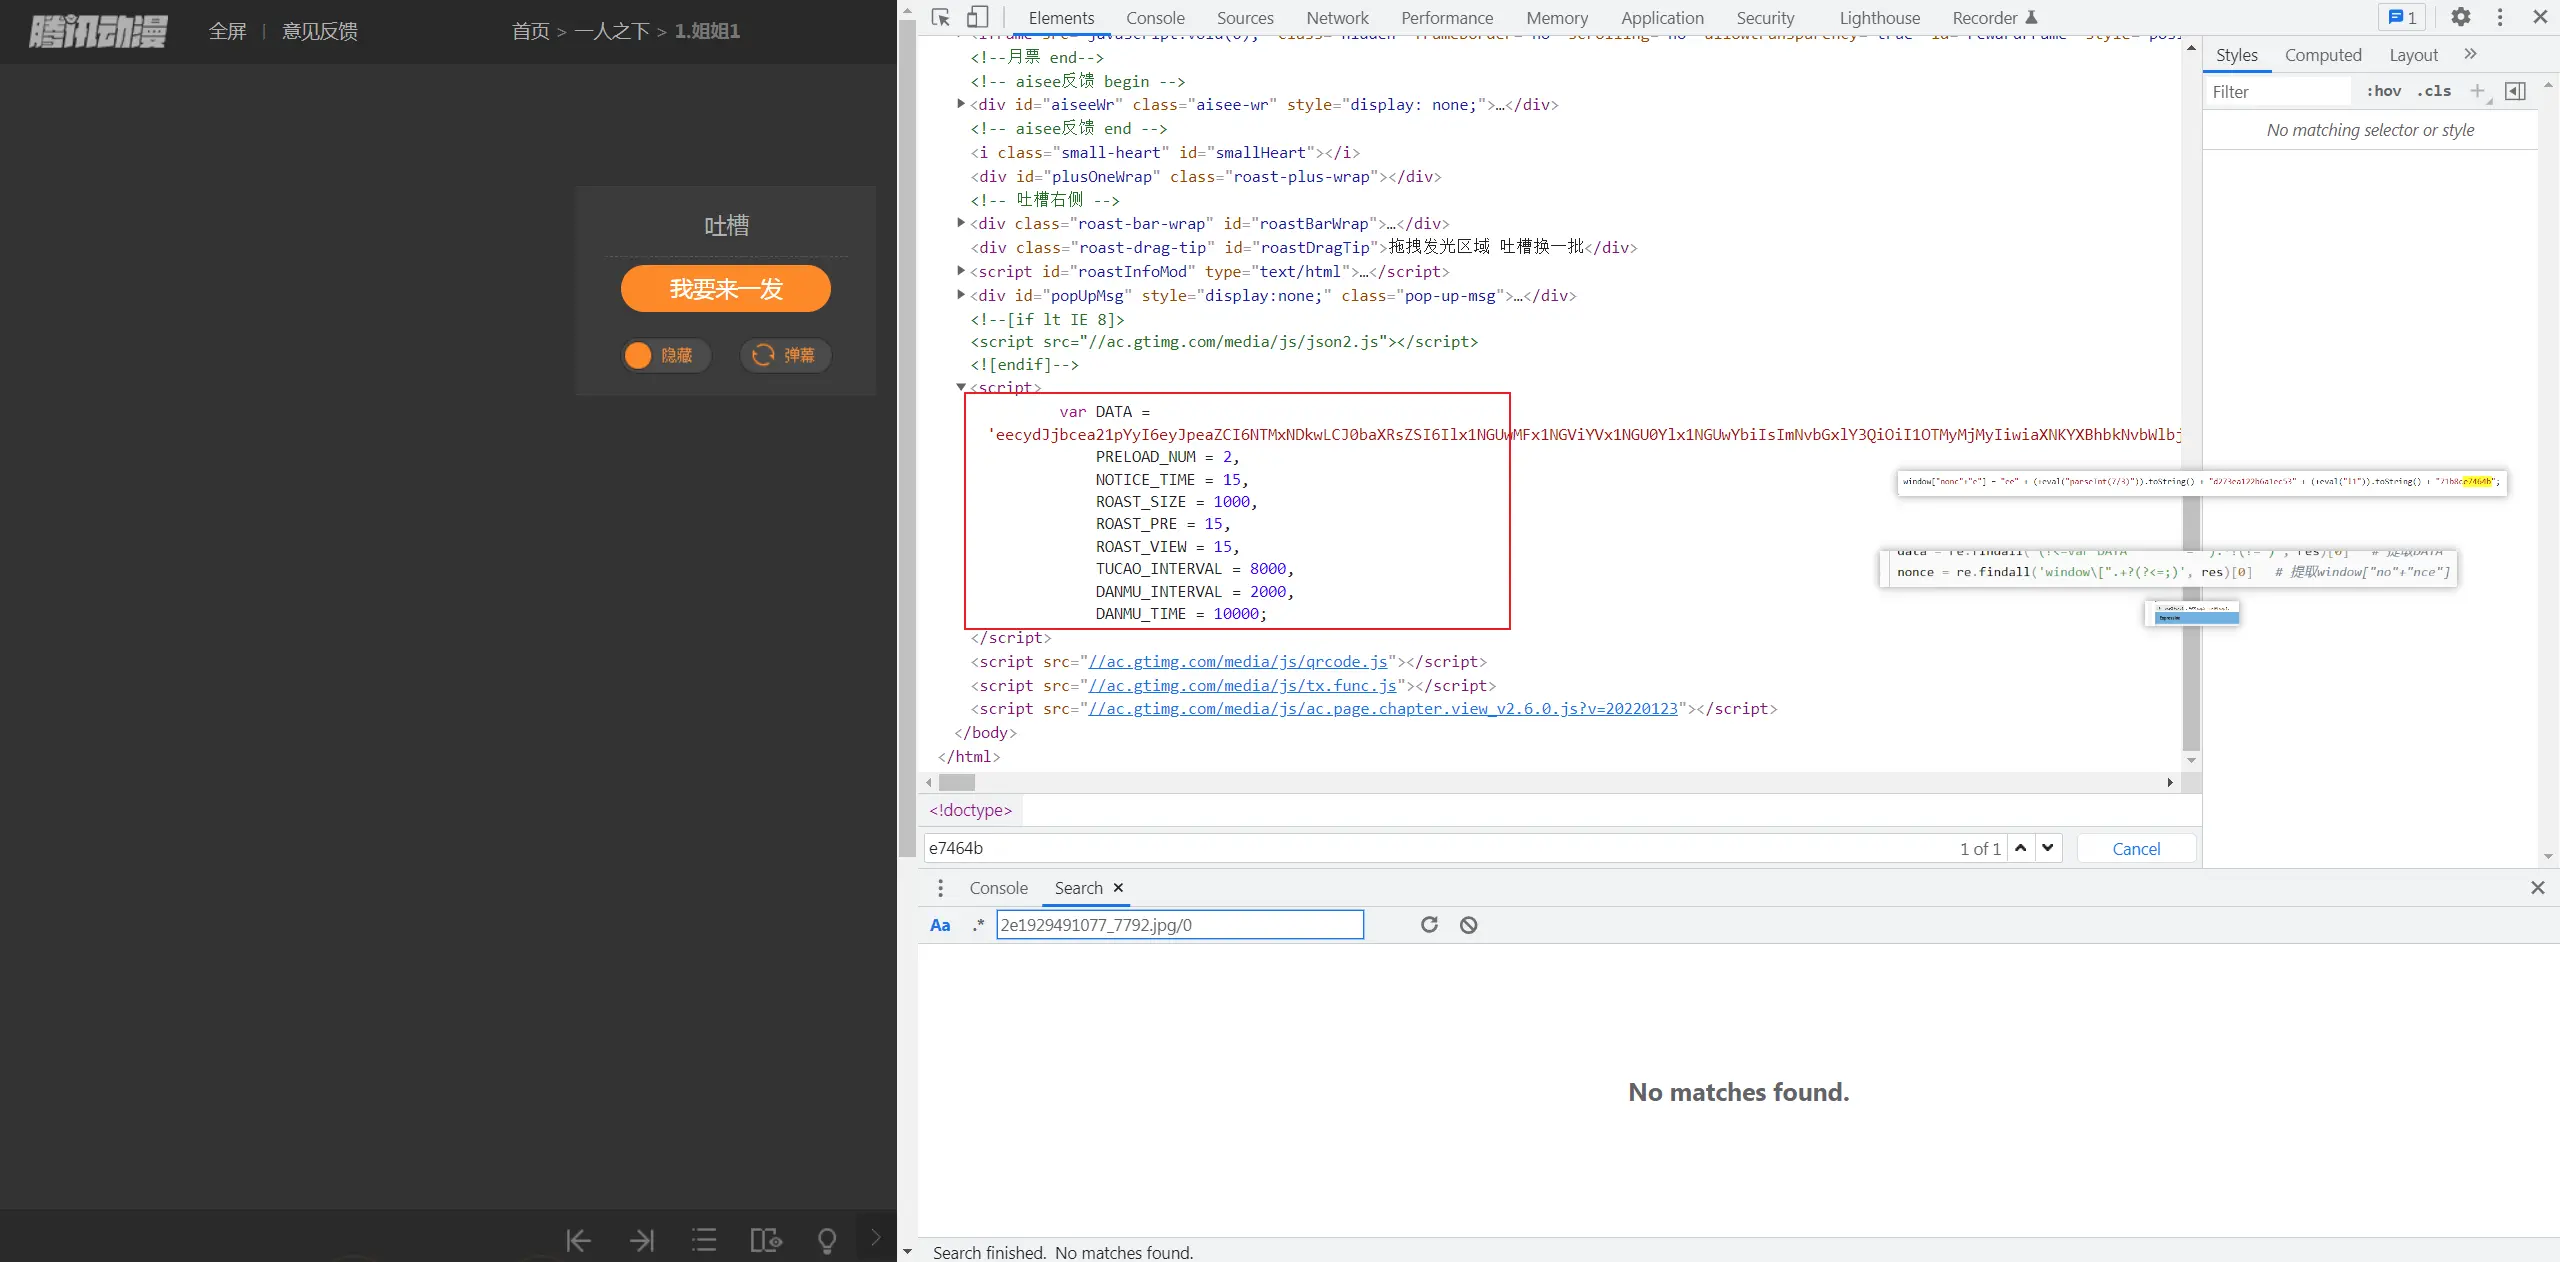 腾讯动漫
全屏 | 意见反馈
首页 > 一人之下 > 1.姐姐1
吐槽
我要来一发
隐藏
弹幕
Elements Console Sources Network Performance Memory Application Security Lighthouse Recorder 1
<!--月票 end-->
<!-- aisee反馈 begin -->
<div id="aiseeWr" class="aisee-wr" style="display: none;">…</div>
<!-- aisee反馈 end -->
<i class="small-heart" id="smallHeart"></i>
<div id="plusOneWrap" class="roast-plus-wrap"></div>
<!-- 吐槽右侧 -->
<div class="roast-bar-wrap" id="roastBarWrap">…</div>
<div class="roast-drag-tip" id="roastDragTip">拖拽发光区域 吐槽换一批</div>
<script id="roastInfoMod" type="text/html">…</script>
<div id="popUpMsg" style="display:none;" class="pop-up-msg">…</div>
<!--[if lt IE 8]>
<script src="//ac.gtimg.com/media/js/json2.js"></script>
<![endif]-->
<script>
var DATA =
'eecydJjbcea21pYyI6eyJpeaZCI6NTMxNDkwLCJ0baXRsZSI6Ilx1NGUwMFx1NGViYVx1NGU0Ylx1NGUwYbiIsImNvbGxlY3QiOiI1OTMyMjMyIiwiaXNKYXBhbkNvbWlbj
PRELOAD_NUM = 2,
NOTICE_TIME = 15,
ROAST_SIZE = 1000,
ROAST_PRE = 15,
ROAST_VIEW = 15,
TUCAO_INTERVAL = 8000,
DANMU_INTERVAL = 2000,
DANMU_TIME = 10000;
</script>
<script src="//ac.gtimg.com/media/js/qrcode.js"></script>
<script src="//ac.gtimg.com/media/js/tx.func.js"></script>
<script src="//ac.gtimg.com/media/js/ac.page.chapter.view_v2.6.0.js?v=20220123"></script>
</body>
</html>
<!doctype>
e7464b
1 of 1
Cancel
Styles Computed Layout
Filter
:hov .cls
No matching selector or style
window["nonc"+"e"] = "ee" + (+eval("parseInt(7/3)")).toString() + "d273ea122b6a1ec53" + (+eval("11")).toString() + "71b8ce7464b";
nonce = re.findall('window\[".+?(?<=;)', res)[0] # 提取window["no"+"nce"]
Console Search
Aa .* 2e1929491077_7792.jpg/0
No matches found.
Search finished. No matches found.